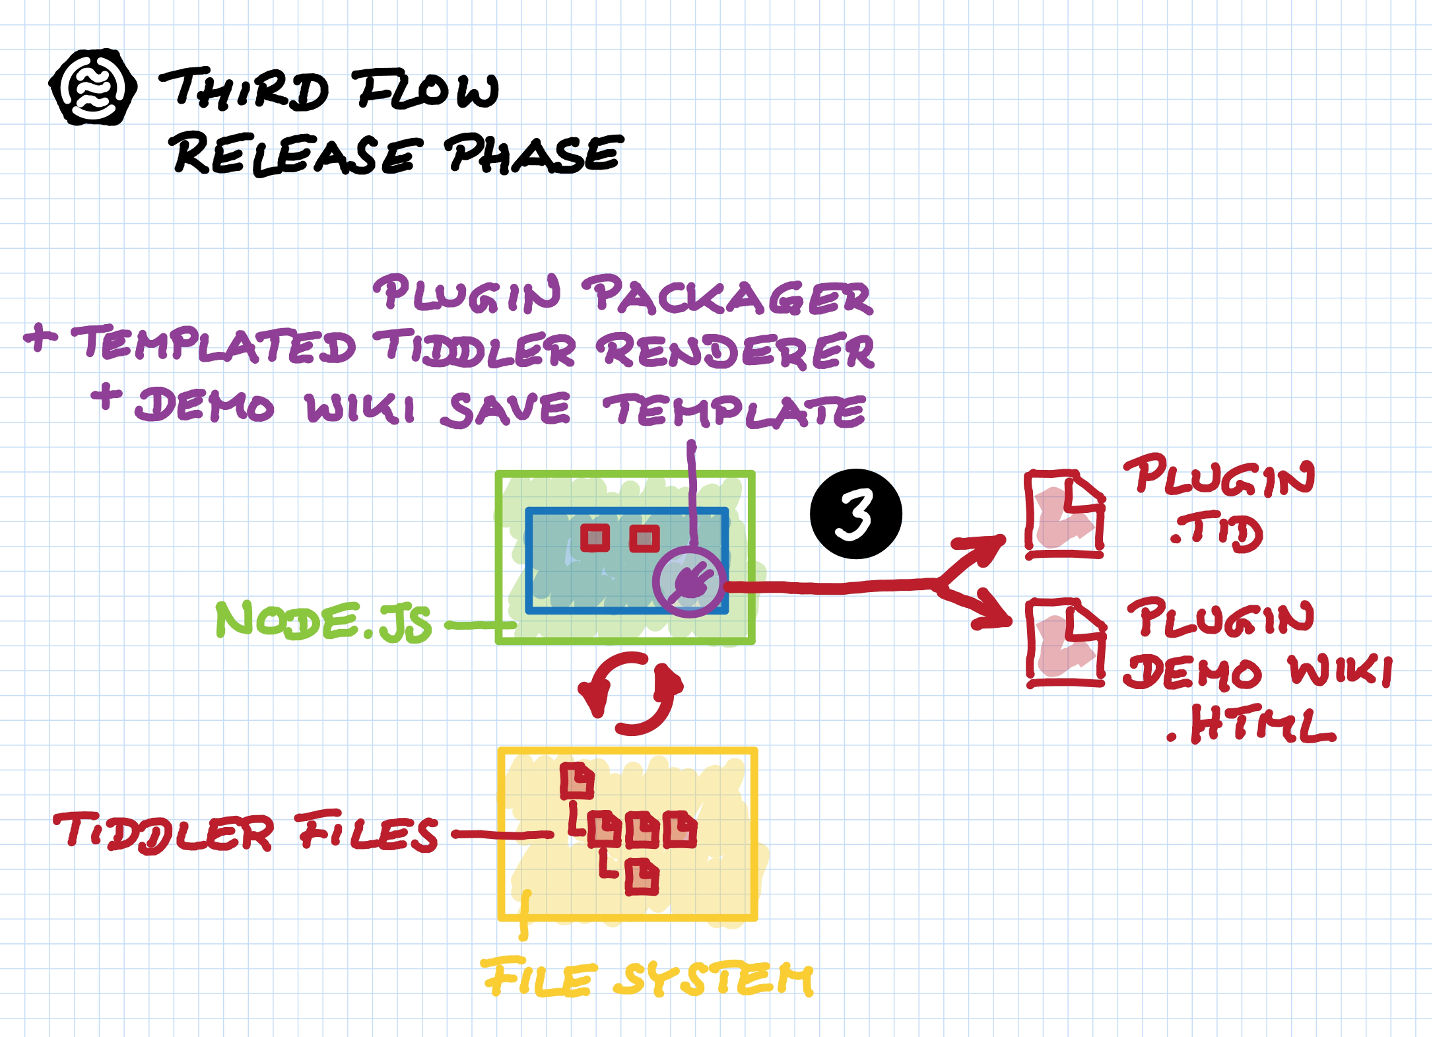 THIRD FLOW
RELEASE PHASE
PLUGIN PACKAGER
+ TEMPLATED TIDDLER RENDERER
+ DEMO WIKI SAVE TEMPLATE
3
PLUGIN
.TID
NODE.JS
PLUGIN
DEMO WIKI
.HTML
TIDDLER FILES
FILE SYSTEM